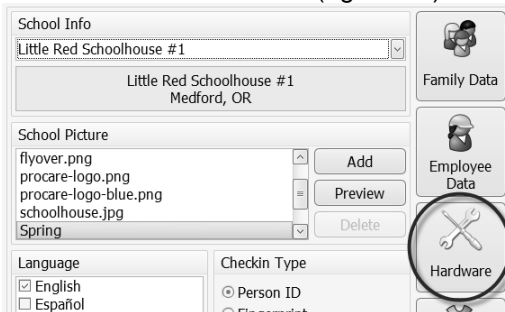 School Info
Little Red Schoolhouse #1
Little Red Schoolhouse #1
Medford, OR
School Picture
flyover.png
procare-logo.png
procare-logo-blue.png
schoolhouse.jpg
Spring
Add
Preview
Delete
Language
English
Español
Checkin Type
Person ID
Fingerprint
Family Data
Employee
Data
Hardware